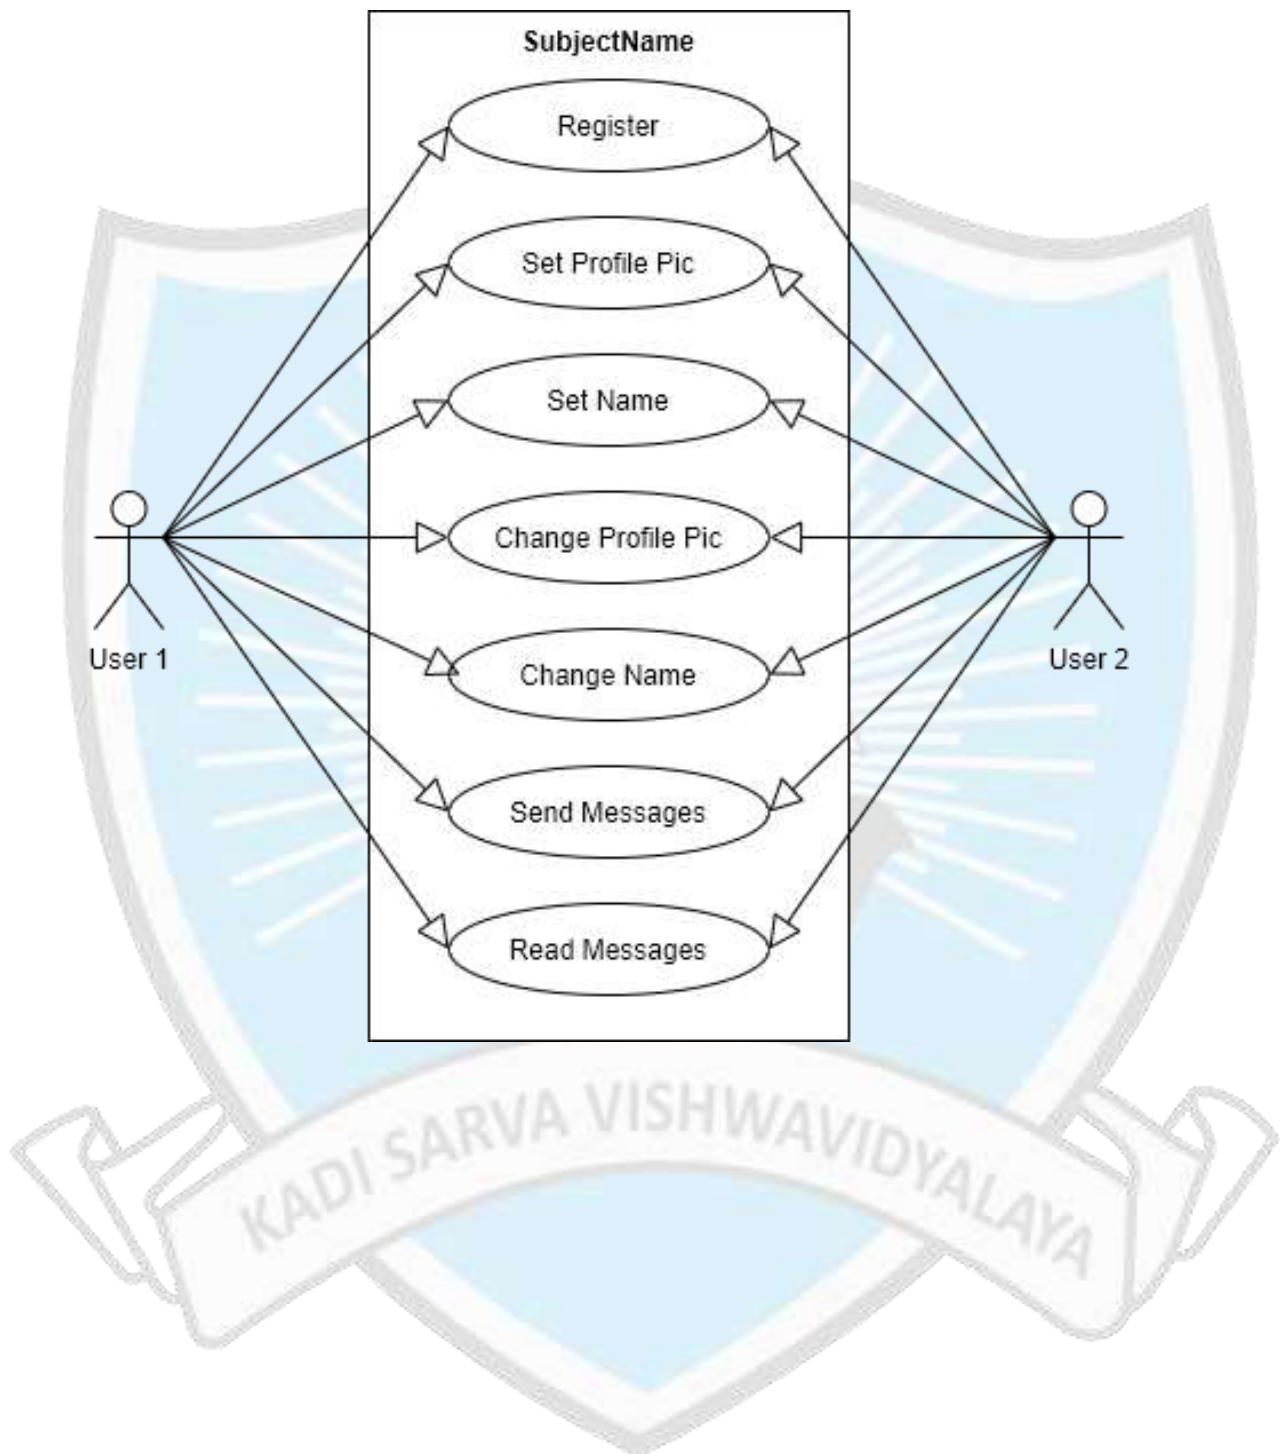 SubjectName
Register
Set Profile Pic
Set Name
Change Profile Pic
User 1
User 2
Change Name
Send Messages
Read Messages
KADI SARVA VISHWAVIDYALAYA